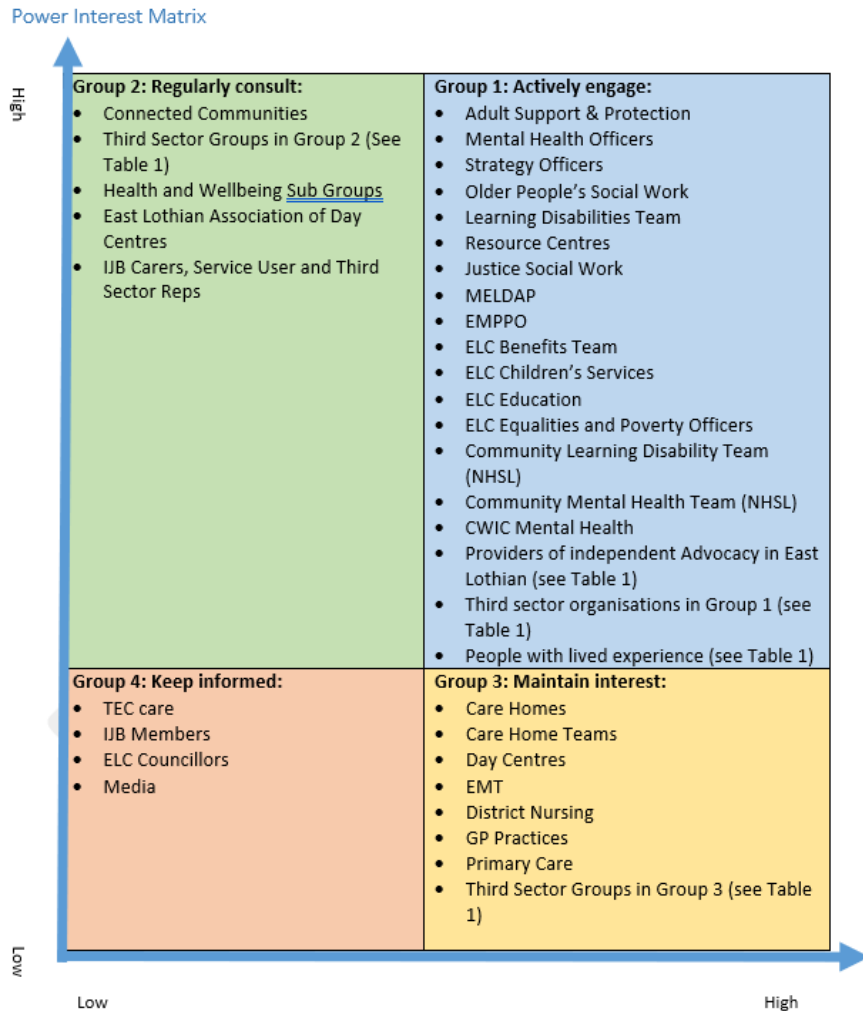 Power Interest Matrix
High
Group 2: Regularly consult:
• Connected Communities
• Third Sector Groups in Group 2 (See
Table 1)
• Health and Wellbeing Sub Groups
• East Lothian Association of Day
Centres
• IJB Carers, Service User and Third
Sector Reps
Group 1: Actively engage:
• Adult Support & Protection
• Mental Health Officers
• Strategy Officers
• Older People's Social Work
• Learning Disabilities Team
• Resource Centres
• Justice Social Work
• MELDAP
• EMPPO
• ELC Benefits Team
• ELC Children's Services
• ELC Education
• ELC Equalities and Poverty Officers
• Community Learning Disability Team
(NHSL)
• Community Mental Health Team (NHSL)
• CWIC Mental Health
• Providers of independent Advocacy in East
Lothian (see Table 1)
• Third sector organisations in Group 1 (see
Table 1)
• People with lived experience (see Table 1)
Group 4: Keep informed:
• TEC care
• IJB Members
• ELC Councillors
• Media
Group 3: Maintain interest:
• Care Homes
• Care Home Teams
• Day Centres
• EMT
• District Nursing
• GP Practices
• Primary Care
• Third Sector Groups in Group 3 (see Table
1)
Low
Low
High